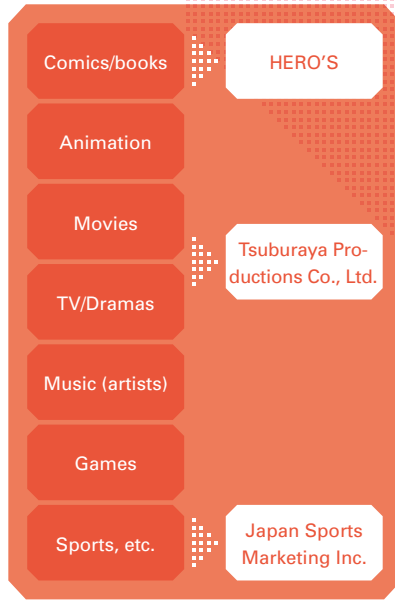 Comics/books
HERO'S
Animation
Movies
Tsuburaya Pro-
ductions Co., Ltd.
TV/Dramas
Music (artists)
Games
Sports, etc.
Japan Sports
Marketing Inc.